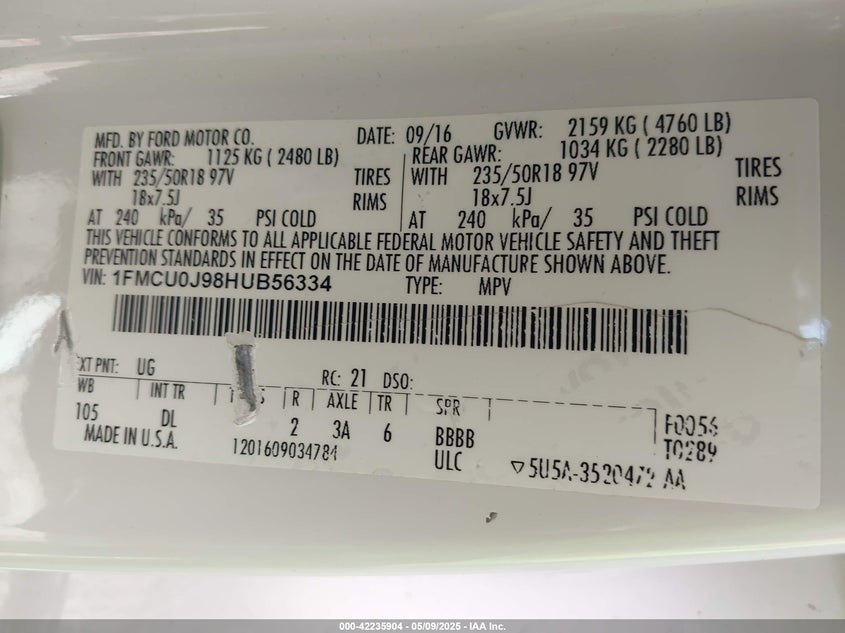 MFD. BY FORD MOTOR CO. DATE: 09/16 GVWR: 2159 KG ( 4760 LB)
FRONT GAWR: 1125 KG ( 2480 LB) REAR GAWR: 1034 KG ( 2280 LB)
WITH 235/50R18 97V TIRES WITH 235/50R18 97V TIRES
18x7.5J RIMS 18x7.5J RIMS
AT 240 kPa/ 35 PSI COLD AT 240 kPa/ 35 PSI COLD
THIS VEHICLE CONFORMS TO ALL APPLICABLE FEDERAL MOTOR VEHICLE SAFETY AND THEFT
PREVENTION STANDARDS IN EFFECT ON THE DATE OF MANUFACTURE SHOWN ABOVE.
VIN: 1FMCU0J98HUB56334 TYPE: MPV
XT PNT: UG RC: 21 DSO:
WB INT TR R AXLE TR SPR
105 DL 2 3A 6 BBBB F0056
MADE IN U.S.A. 1201609034784 ULC T0289
▽5U5A-3520472 AA
000-42235904 - 05/09/2025 - IAA Inc.